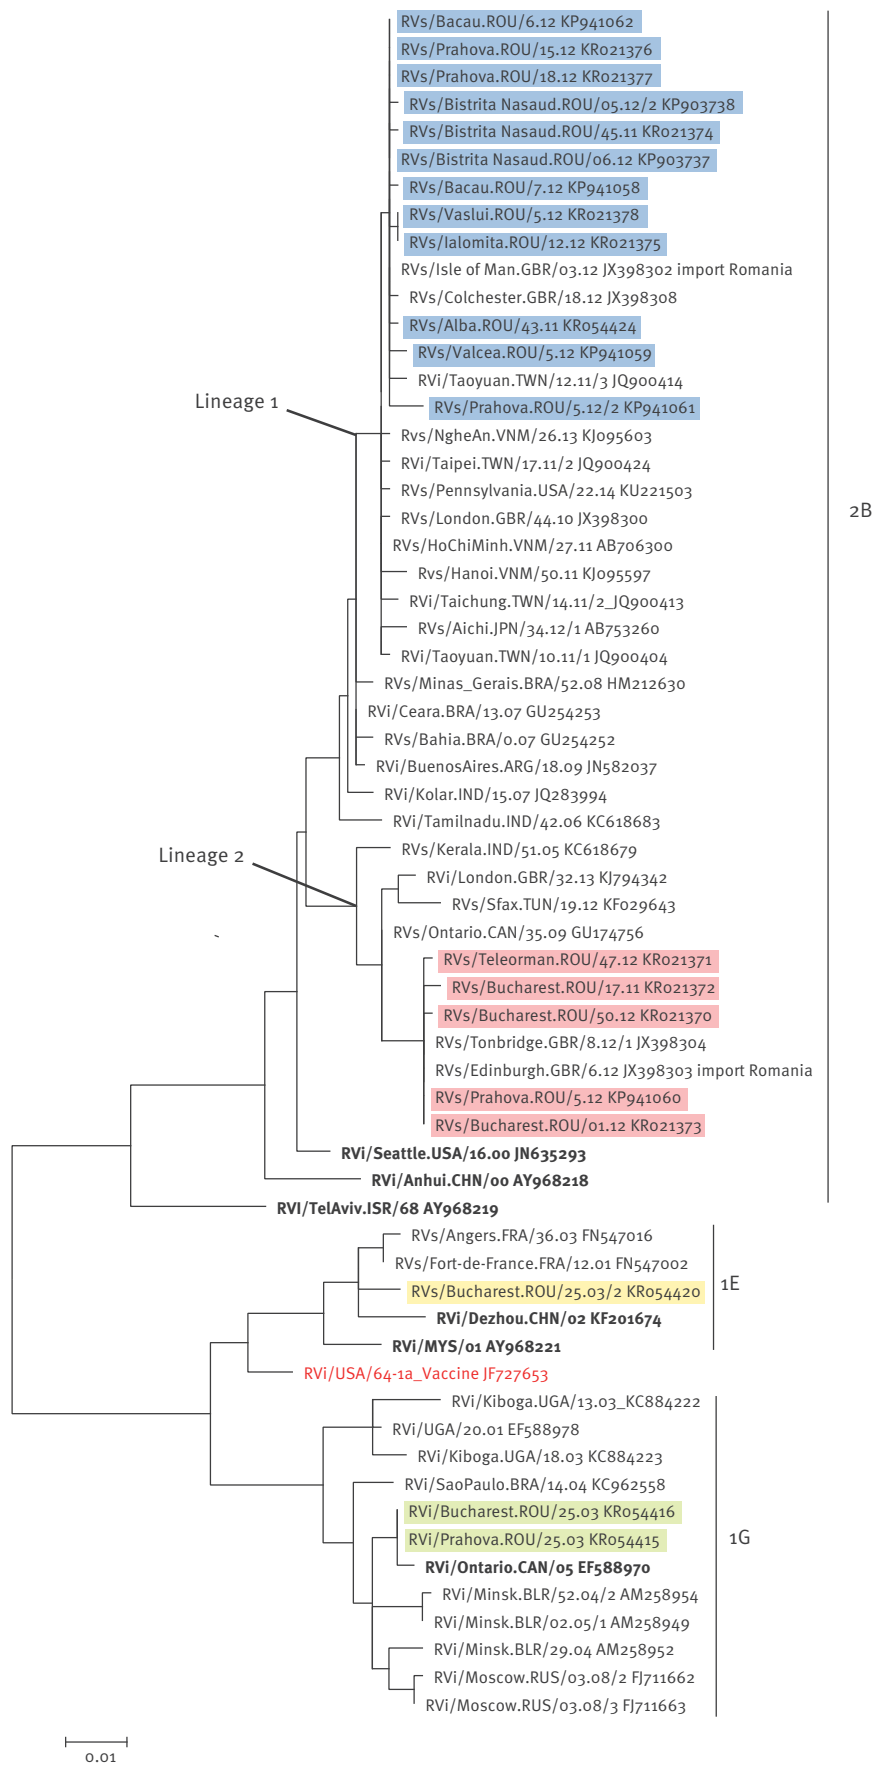 RVs/Bacau.ROU/6.12 KP941062
RVs/Prahova.ROU/15.12 KR021376
RVs/Prahova.ROU/18.12 KR021377
RVs/Bistrita Nasaud.ROU/05.12/2 KP903738
RVs/Bistrita Nasaud.ROU/45.11 KR021374
RVs/Bistrita Nasaud.ROU/06.12 KP903737
RVs/Bacau.ROU/7.12 KP941058
RVs/Vaslui.ROU/5.12 KR021378
RVs/Ialomita.ROU/12.12 KR021375
RVs/Isle of Man.GBR/03.12 JX398302 import Romania
RVs/Colchester.GBR/18.12 JX398308
RVs/Alba.ROU/43.11 KR054424
RVs/Valcea.ROU/5.12 KP941059
RVi/Taoyuan.TWN/12.11/3 JQ900414
Lineage 1
RVs/Prahova.ROU/5.12/2 KP941061
Rvs/NgheAn.VNM/26.13 KJ095603
RVi/Taipei.TWN/17.11/2 JQ900424
RVs/Pennsylvania.USA/22.14 KU221503
2B
RVs/London.GBR/44.10 JX398300
RVs/HoChiMinh.VNM/27.11 AB706300
Rvs/Hanoi.VNM/50.11 KJ095597
RVi/Taichung.TWN/14.11/2_JQ900413
RVs/Aichi.JPN/34.12/1 AB753260
RVi/Taoyuan.TWN/10.11/1 JQ900404
RVs/Minas_Gerais.BRA/52.08 HM212630
RVi/Ceara.BRA/13.07 GU254253
RVs/Bahia.BRA/0.07 GU254252
RVi/BuenosAires.ARG/18.09 JN582037
RVi/Kolar.IND/15.07 JQ283994
RVi/Tamilnadu.IND/42.06 KC618683
Lineage 2
RVs/Kerala.IND/51.05 KC618679
RVi/London.GBR/32.13 KJ794342
RVs/Sfax.TUN/19.12 KF029643
RVs/Ontario.CAN/35.09 GU174756
RVs/Teleorman.ROU/47.12 KR021371
RVs/Bucharest.ROU/17.11 KR021372
RVs/Bucharest.ROU/50.12 KR021370
RVs/Tonbridge.GBR/8.12/1 JX398304
RVs/Edinburgh.GBR/6.12 JX398303 import Romania
RVs/Prahova.ROU/5.12 KP941060
RVs/Bucharest.ROU/01.12 KR021373
RVi/Seattle.USA/16.00 JN635293
RVi/Anhui.CHN/00 AY968218
RVI/TelAviv.ISR/68 AY968219
RVs/Angers.FRA/36.03 FN547016
RVs/Fort-de-France.FRA/12.01 FN547002
1E
RVs/Bucharest.ROU/25.03/2 KR054420
RVi/Dezhou.CHN/02 KF201674
RVi/MYS/01 AY968221
RVi/USA/64-1a_Vaccine JF727653
RVi/Kiboga.UGA/13.03_KC884222
RVi/UGA/20.01 EF588978
RVi/Kiboga.UGA/18.03 KC884223
RVi/SaoPaulo.BRA/14.04 KC962558
RVi/Bucharest.ROU/25.03 KR054416
RVi/Prahova.ROU/25.03 KR054415
1G
RVi/Ontario.CAN/05 EF588970
RVi/Minsk.BLR/52.04/2 AM258954
RVi/Minsk.BLR/02.05/1 AM258949
RVi/Minsk.BLR/29.04 AM258952
RVi/Moscow.RUS/03.08/2 FJ711662
RVi/Moscow.RUS/03.08/3 FJ711663
0.01